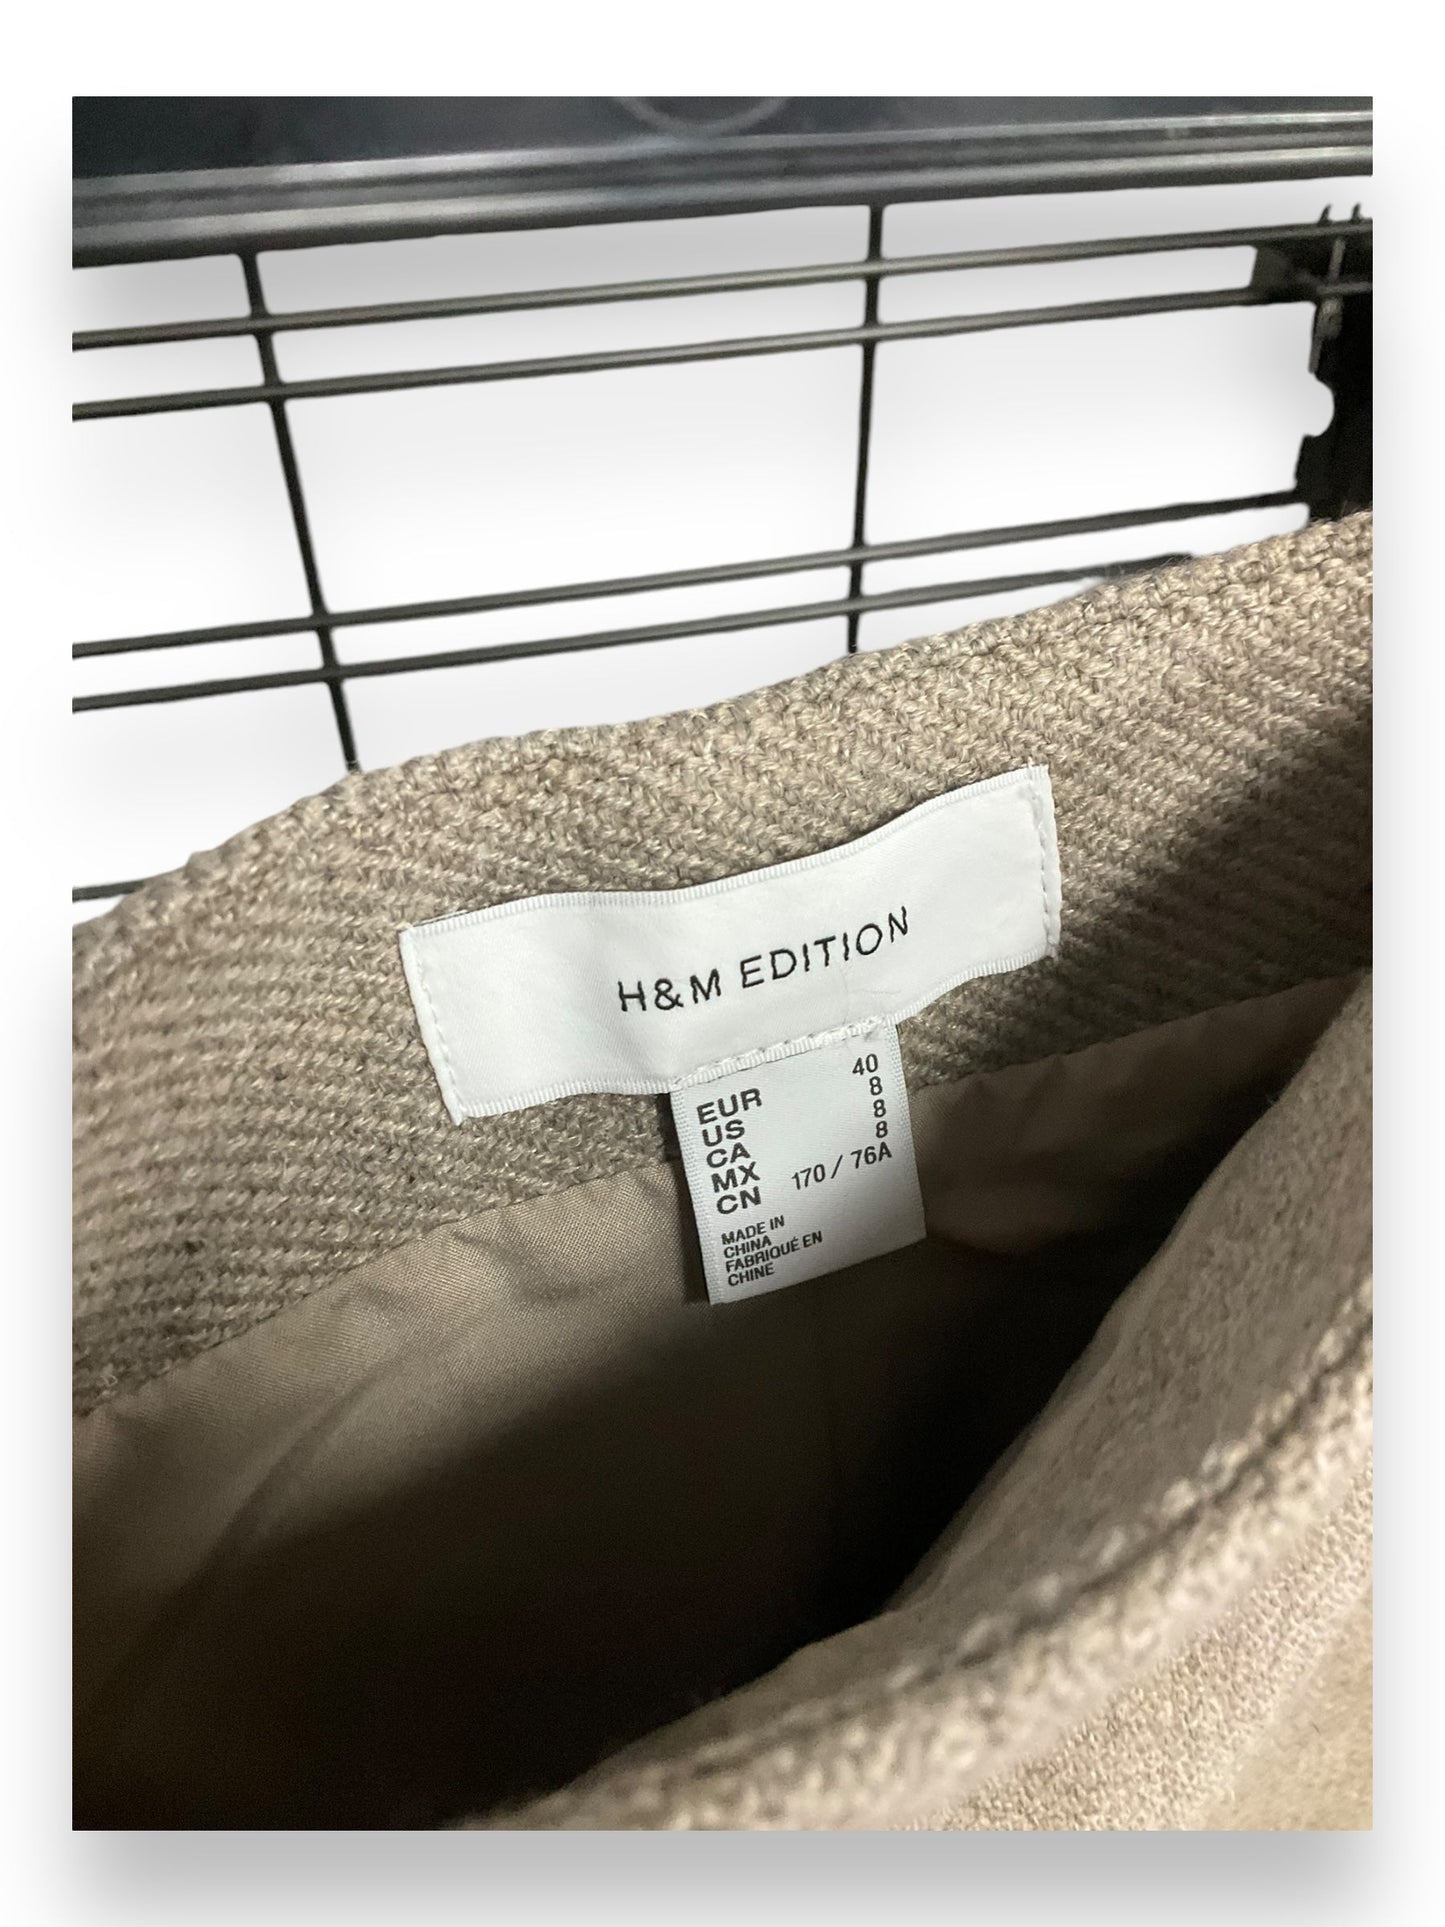 H&M EDITION
EUR 40
US 8
CA 8
MX 8
CN 170 / 76A
MADE IN
CHINA
FABRIQUÉ EN
CHINE